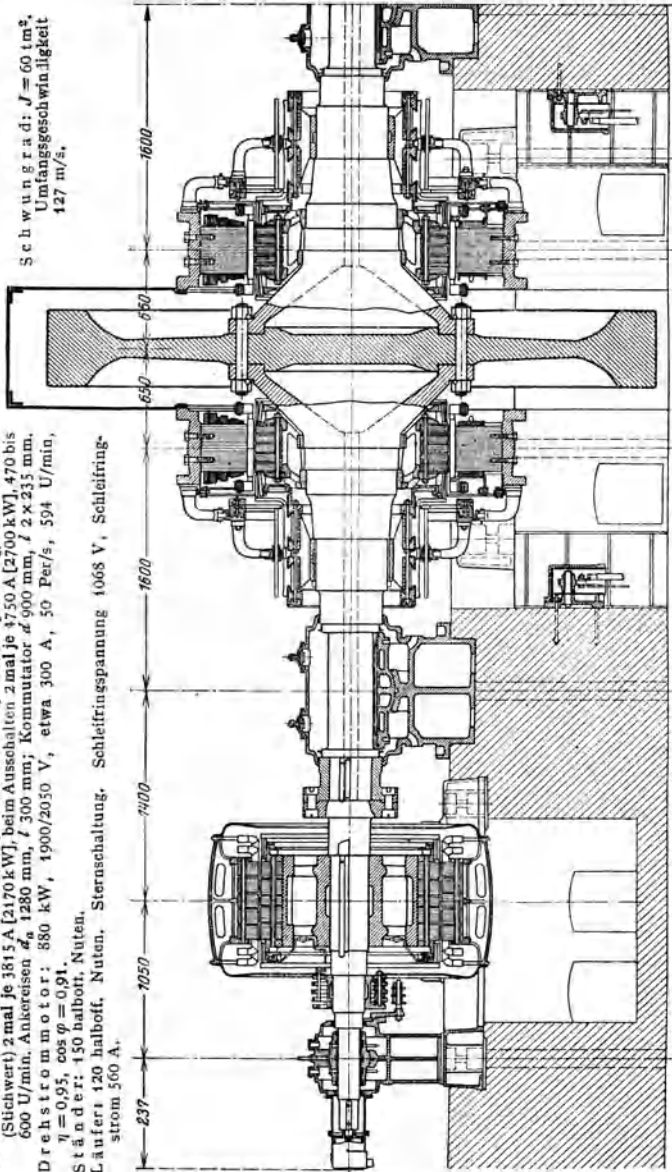 (Stichwert) 2 mal je 3815 A [2170 kW], beim Ausschalten 2 mal je 4750 A [2700 kW], 470 bis
600 U/min. Ankereisen dₐ 1280 mm, l 300 mm; Kommutator d 900 mm, l 2×235 mm.
Drehstrommotor: 880 kW, 1900/2050 V, etwa 300 A, 50 Per/s, 594 U/min,
η = 0,95, cos φ = 0,91.
Ständer: 150 halboff. Nuten.
Läufer: 120 halboff. Nuten. Sternschaltung. Schleifringspannung 1068 V, Schleifring-
strom 560 A.
Schwungrad: J = 60 tm².
Umfangsgeschwindigkeit
127 m/s.
237
1050
1400
1600
650
650
1600